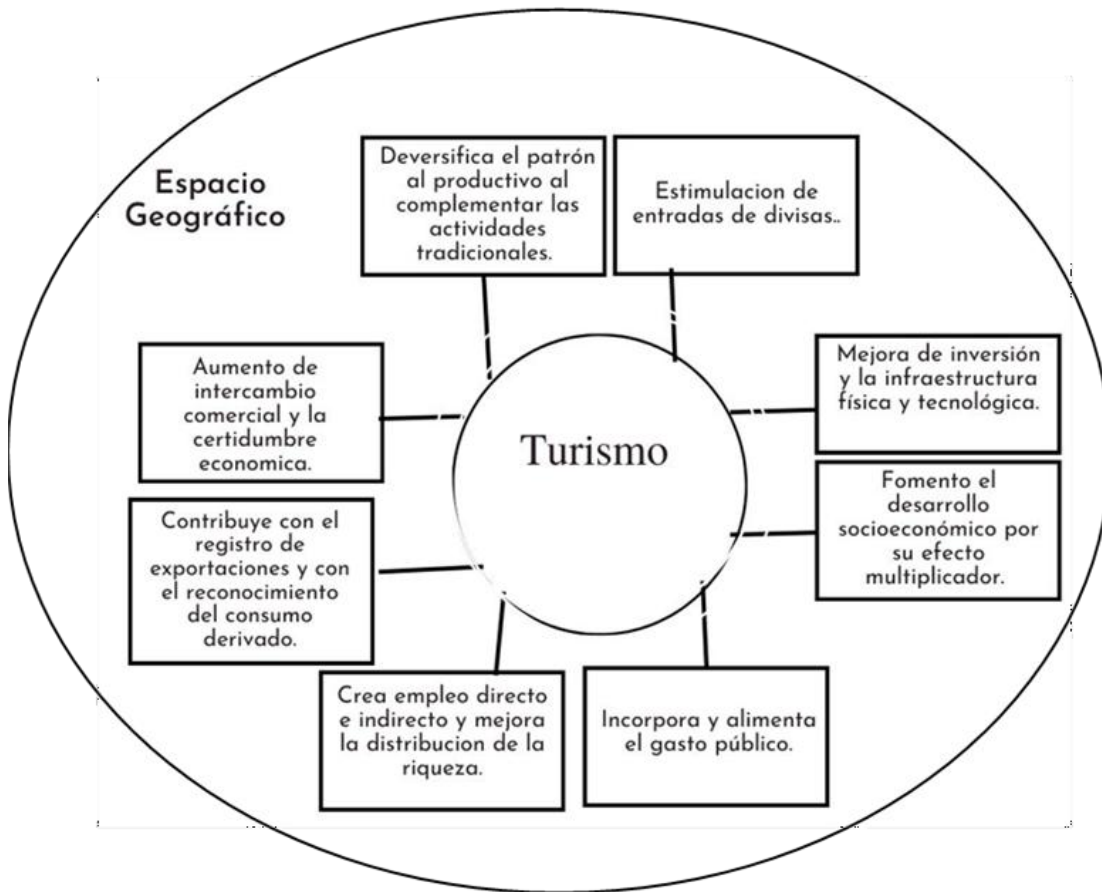 Espacio
Geográfico
Deversifica el patrón
al productivo al
complementar las
actividades
tradicionales.
Estimulacion de
entradas de divisas..
Aumento de
intercambio
comercial y la
certidumbre
economica.
Turismo
Mejora de inversión
y la infraestructura
física y tecnológica.
Fomento el
desarrollo
socioeconómico por
su efecto
multiplicador.
Contribuye con el
registro de
exportaciones y con
el reconocimiento
del consumo
derivado.
Crea empleo directo
e indirecto y mejora
la distribucion de la
riqueza.
Incorpora y alimenta
el gasto público.